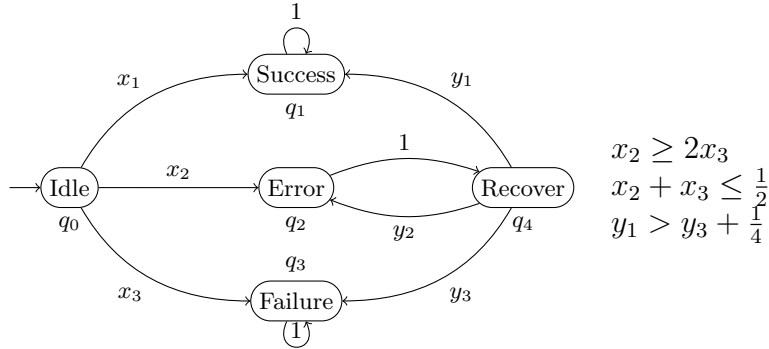 1
Success
q₁
x₁
y₁
Idle
q₀
x₂
Error
q₂
1
y₂
Recover
q₄
q₃
Failure
1
x₃
y₃
x₂ ≥ 2x₃
x₂ + x₃ ≤ 1/2
y₁ > y₃ + 1/4